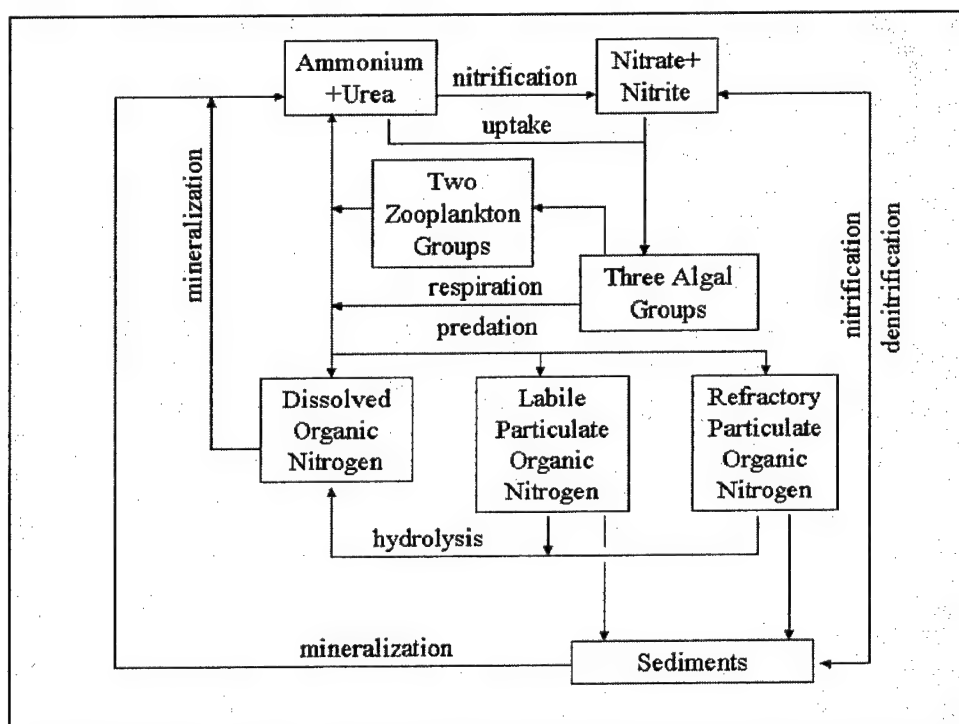 Ammonium
+Urea
nitrification
Nitrate+
Nitrite
uptake
Two
Zooplankton
Groups
mineralization
respiration
predation
Three Algal
Groups
nitrification
denitrification
Dissolved
Organic
Nitrogen
Labile
Particulate
Organic
Nitrogen
Refractory
Particulate
Organic
Nitrogen
hydrolysis
mineralization
Sediments